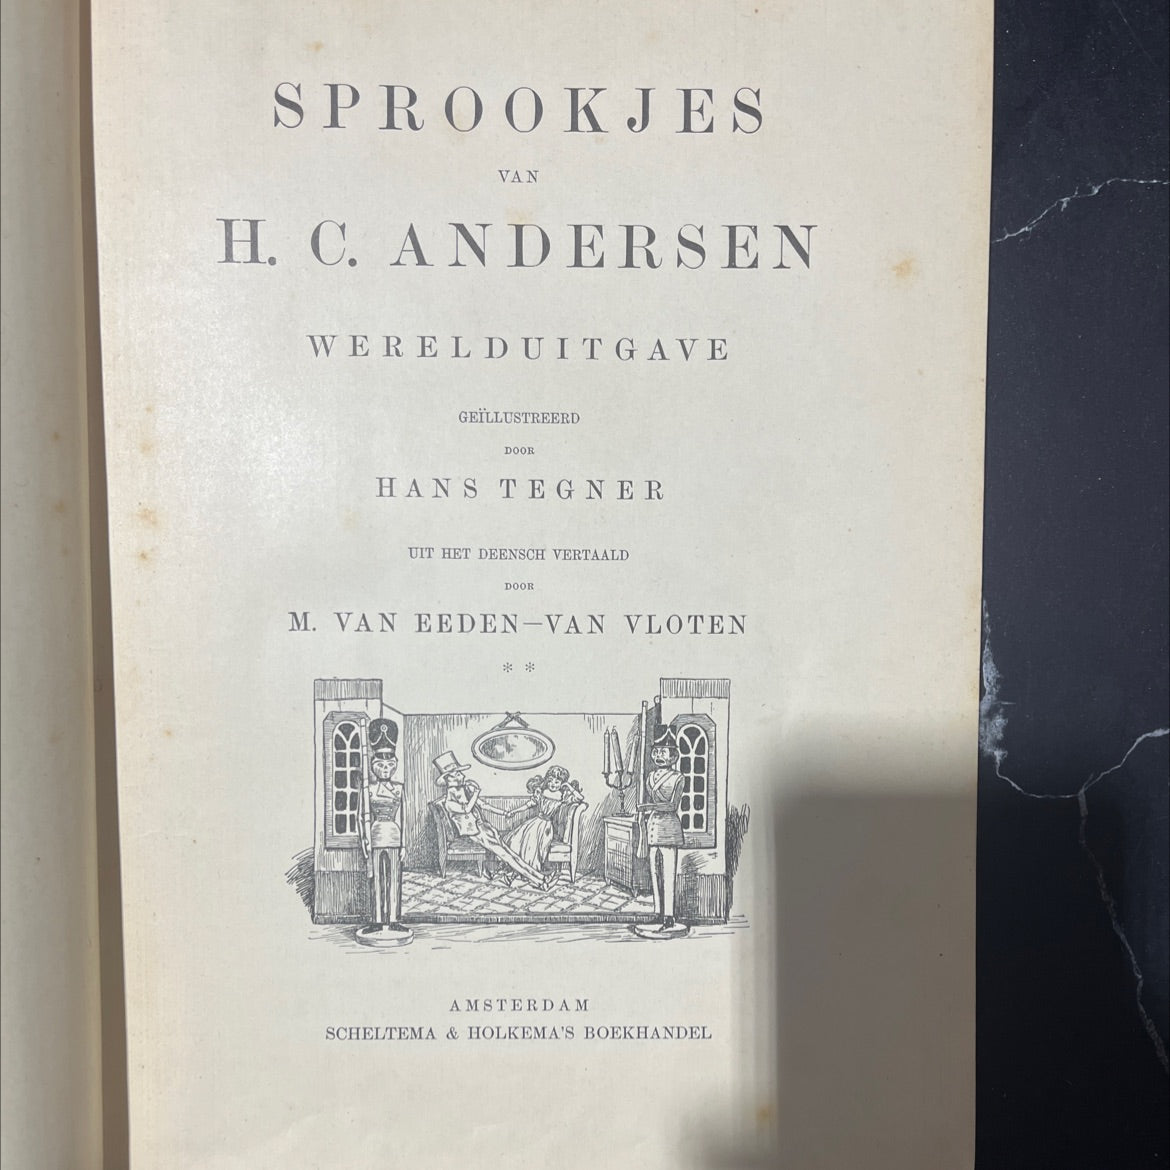 SPROOKJES
VAN
H. C. ANDERSEN
WERELDUITGAVE
GEÏLLUSTREERD
DOOR
HANS TEGNER
UIT HET DEENSCH VERTAALD
DOOR
M. VAN EEDEN—VAN VLOTEN
* *
AMSTERDAM
SCHELTEMA & HOLKEMA'S BOEKHANDEL